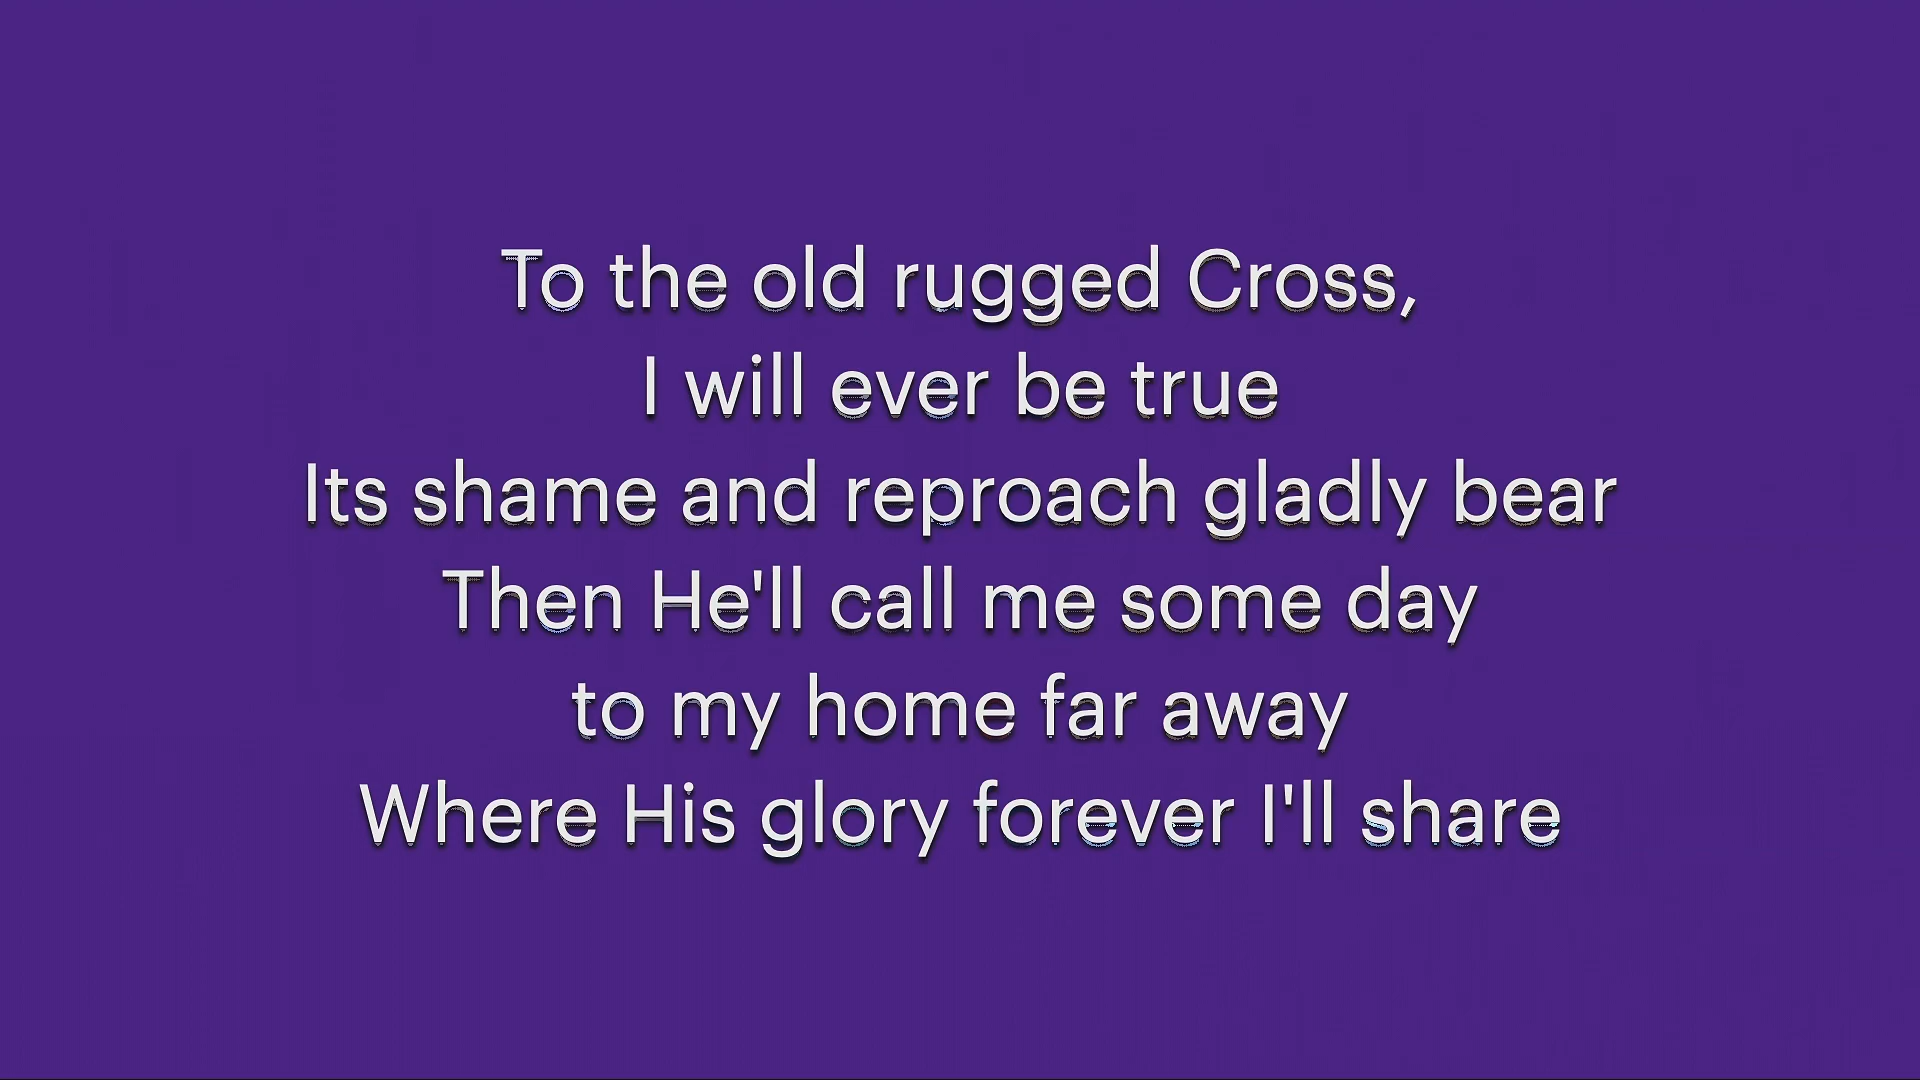 To the old rugged Cross,
I will ever be true
Its shame and reproach gladly bear
Then He'll call me some day
to my home far away
Where His glory forever I'll share